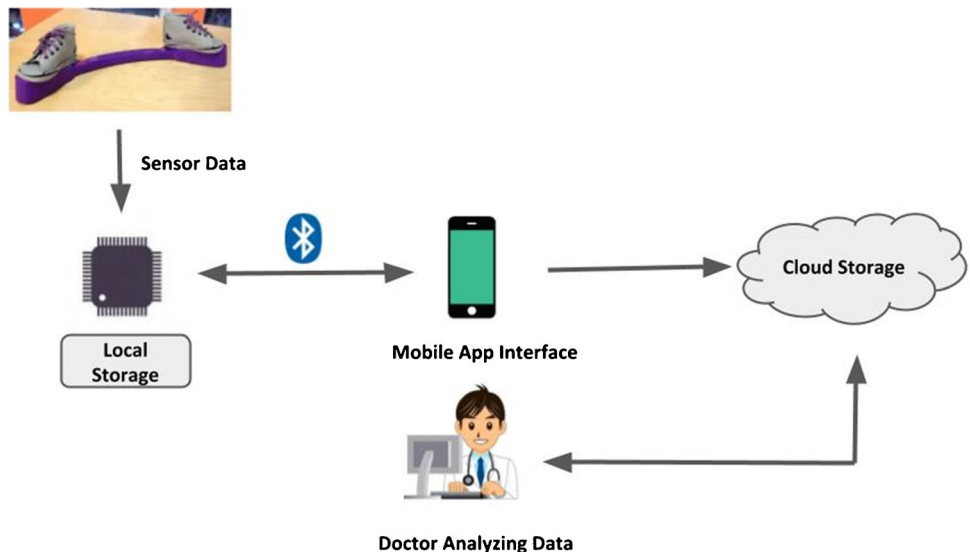 Sensor Data
Cloud Storage
Local
Storage
Mobile App Interface
Doctor Analyzing Data